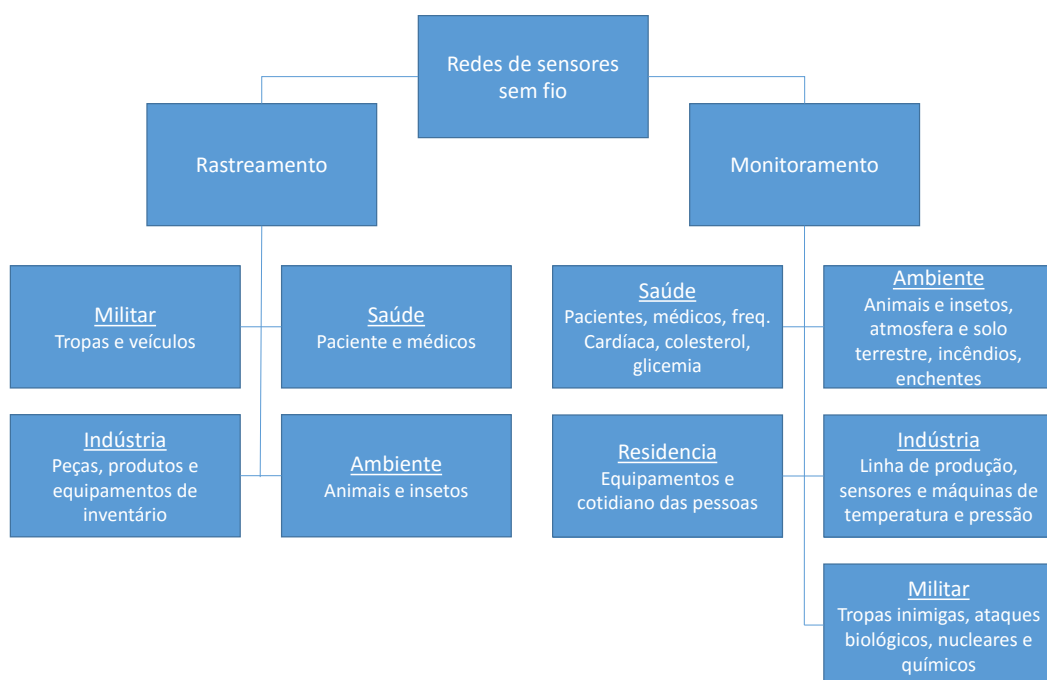 Redes de sensores
sem fio
Rastreamento
Monitoramento
Militar
Tropas e veículos
Saúde
Paciente e médicos
Saúde
Pacientes, médicos, freq.
Cardíaca, colesterol,
glicemia
Ambiente
Animais e insetos,
atmosfera e solo
terrestre, incêndios,
enchentes
Indústria
Peças, produtos e
equipamentos de
inventário
Ambiente
Animais e insetos
Residencia
Equipamentos e
cotidiano das pessoas
Indústria
Linha de produção,
sensores e máquinas de
temperatura e pressão
Militar
Tropas inimigas, ataques
biológicos, nucleares e
químicos